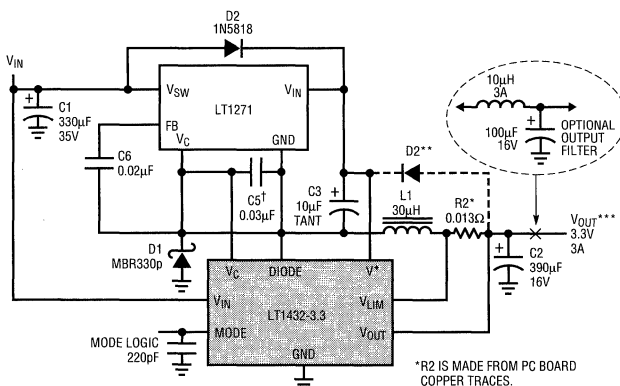 D2
1N5818
VIN
VSW
VIN
LT1271
C1
330µF
35V
FB
GND
VC
C6
0.02µF
C5†
0.03µF
C3
10µF
TANT
D2**
L1
30µH
R2*
0.013Ω
10µH
3A
100µF
16V
OPTIONAL
OUTPUT
FILTER
VOUT***
3.3V
3A
C2
390µF
16V
D1
MBR330p
VC
DIODE
V*
VIN
VLIM
LT1432-3.3
MODE
VOUT
GND
MODE LOGIC
220pF
*R2 IS MADE FROM PC BOARD
COPPER TRACES.